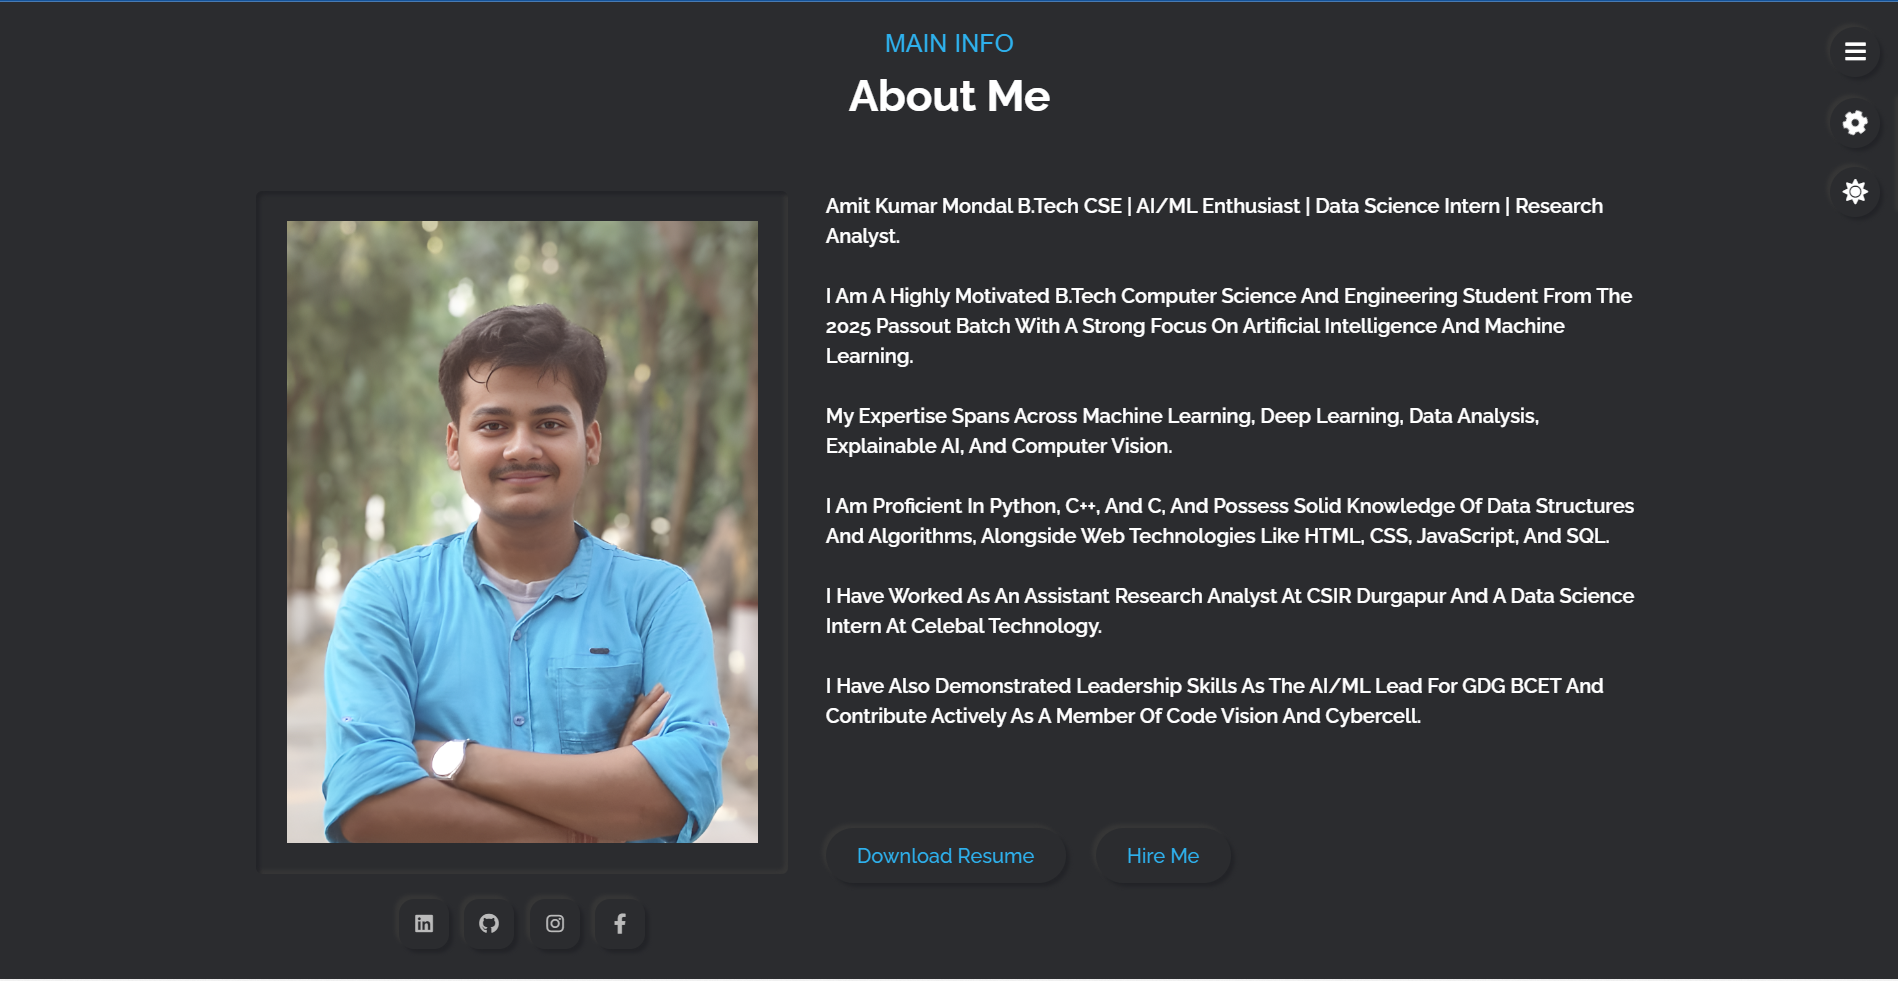 MAIN INFO
About Me
Amit Kumar Mondal B.Tech CSE | AI/ML Enthusiast | Data Science Intern | Research
Analyst.
I Am A Highly Motivated B.Tech Computer Science And Engineering Student From The
2025 Passout Batch With A Strong Focus On Artificial Intelligence And Machine
Learning.
My Expertise Spans Across Machine Learning, Deep Learning, Data Analysis,
Explainable AI, And Computer Vision.
I Am Proficient In Python, C++, And C, And Possess Solid Knowledge Of Data Structures
And Algorithms, Alongside Web Technologies Like HTML, CSS, JavaScript, And SQL.
I Have Worked As An Assistant Research Analyst At CSIR Durgapur And A Data Science
Intern At Celebal Technology.
I Have Also Demonstrated Leadership Skills As The AI/ML Lead For GDG BCET And
Contribute Actively As A Member Of Code Vision And Cybercell.
Download Resume
Hire Me